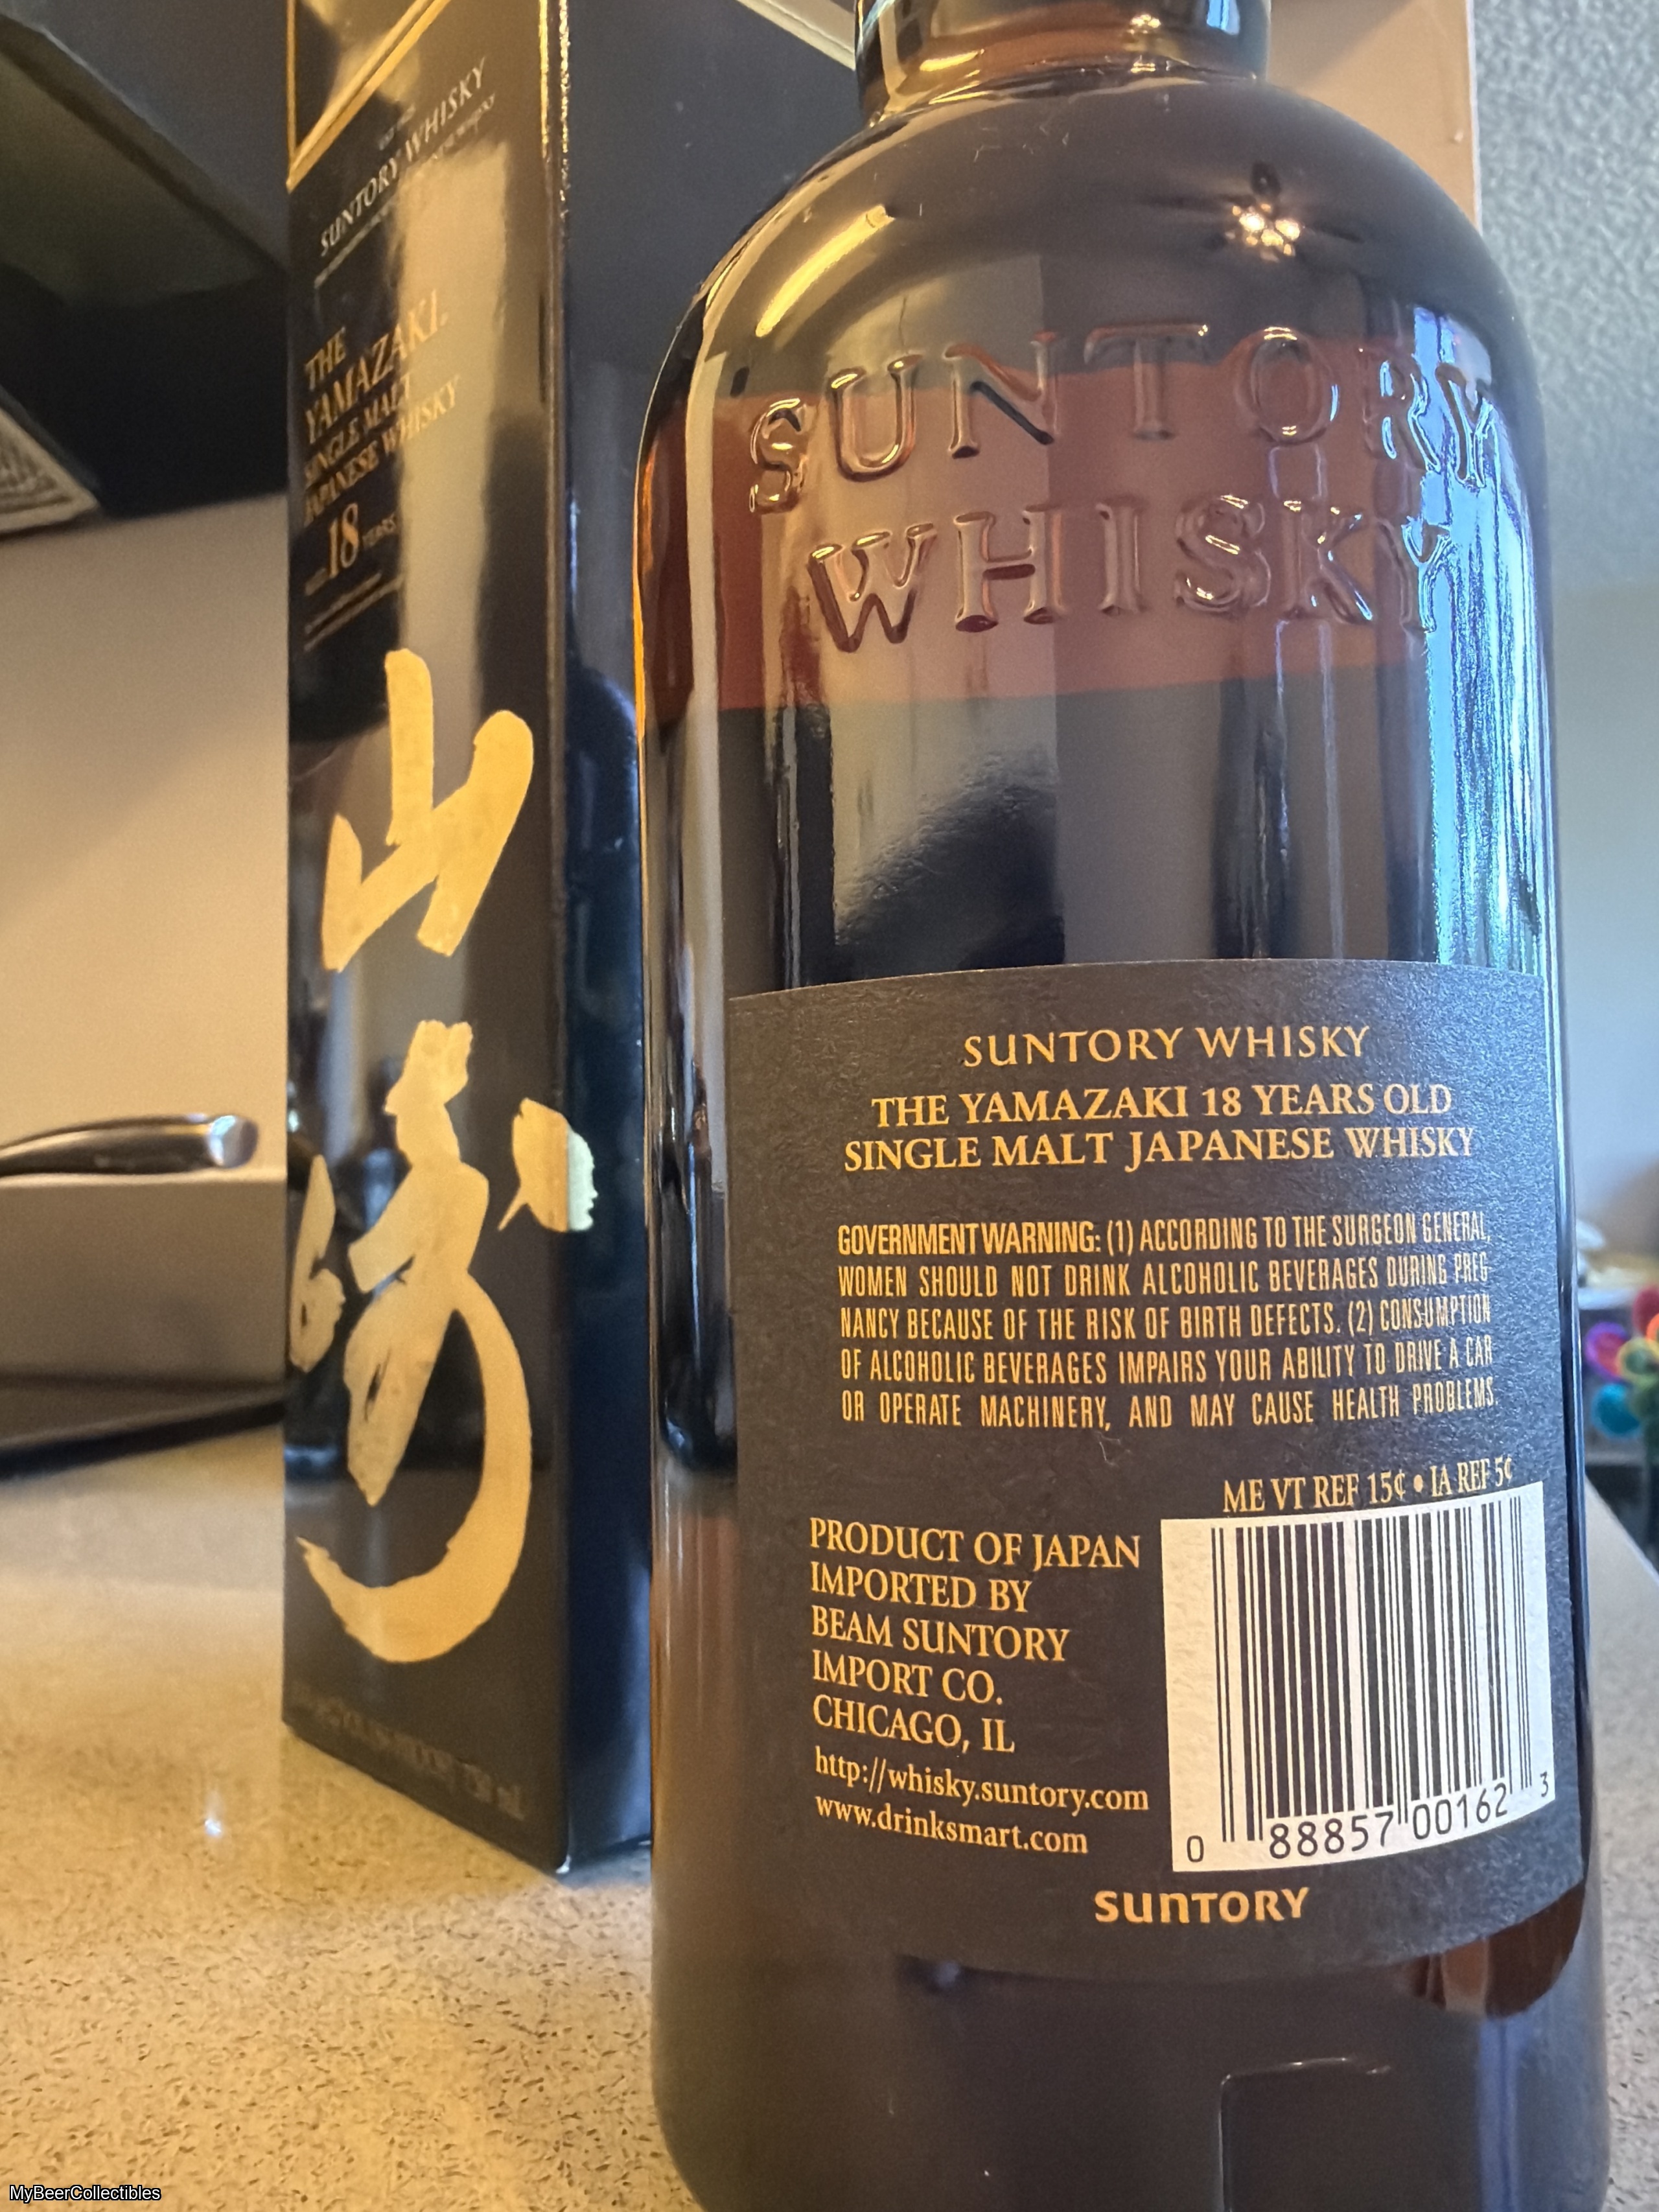 SUNTORY WHISKY
THE
YAMAZAKI
SINGLE MALT
JAPANESE WHISKY
18 YEARS
山崎
750 mL
SUNTORY
WHISKY
SUNTORY WHISKY
THE YAMAZAKI 18 YEARS OLD
SINGLE MALT JAPANESE WHISKY
GOVERNMENT WARNING: (1) ACCORDING TO THE SURGEON GENERAL,
WOMEN SHOULD NOT DRINK ALCOHOLIC BEVERAGES DURING PREG
NANCY BECAUSE OF THE RISK OF BIRTH DEFECTS. (2) CONSUMPTION
OF ALCOHOLIC BEVERAGES IMPAIRS YOUR ABILITY TO DRIVE A CAR
OR OPERATE MACHINERY, AND MAY CAUSE HEALTH PROBLEMS.
ME VT REF 15¢ • IA REF 5¢
PRODUCT OF JAPAN
IMPORTED BY
BEAM SUNTORY
IMPORT CO.
CHICAGO, IL
http://whisky.suntory.com
www.drinksmart.com
0 88857 00162 3
SUNTORY
MyBeerCollectibles